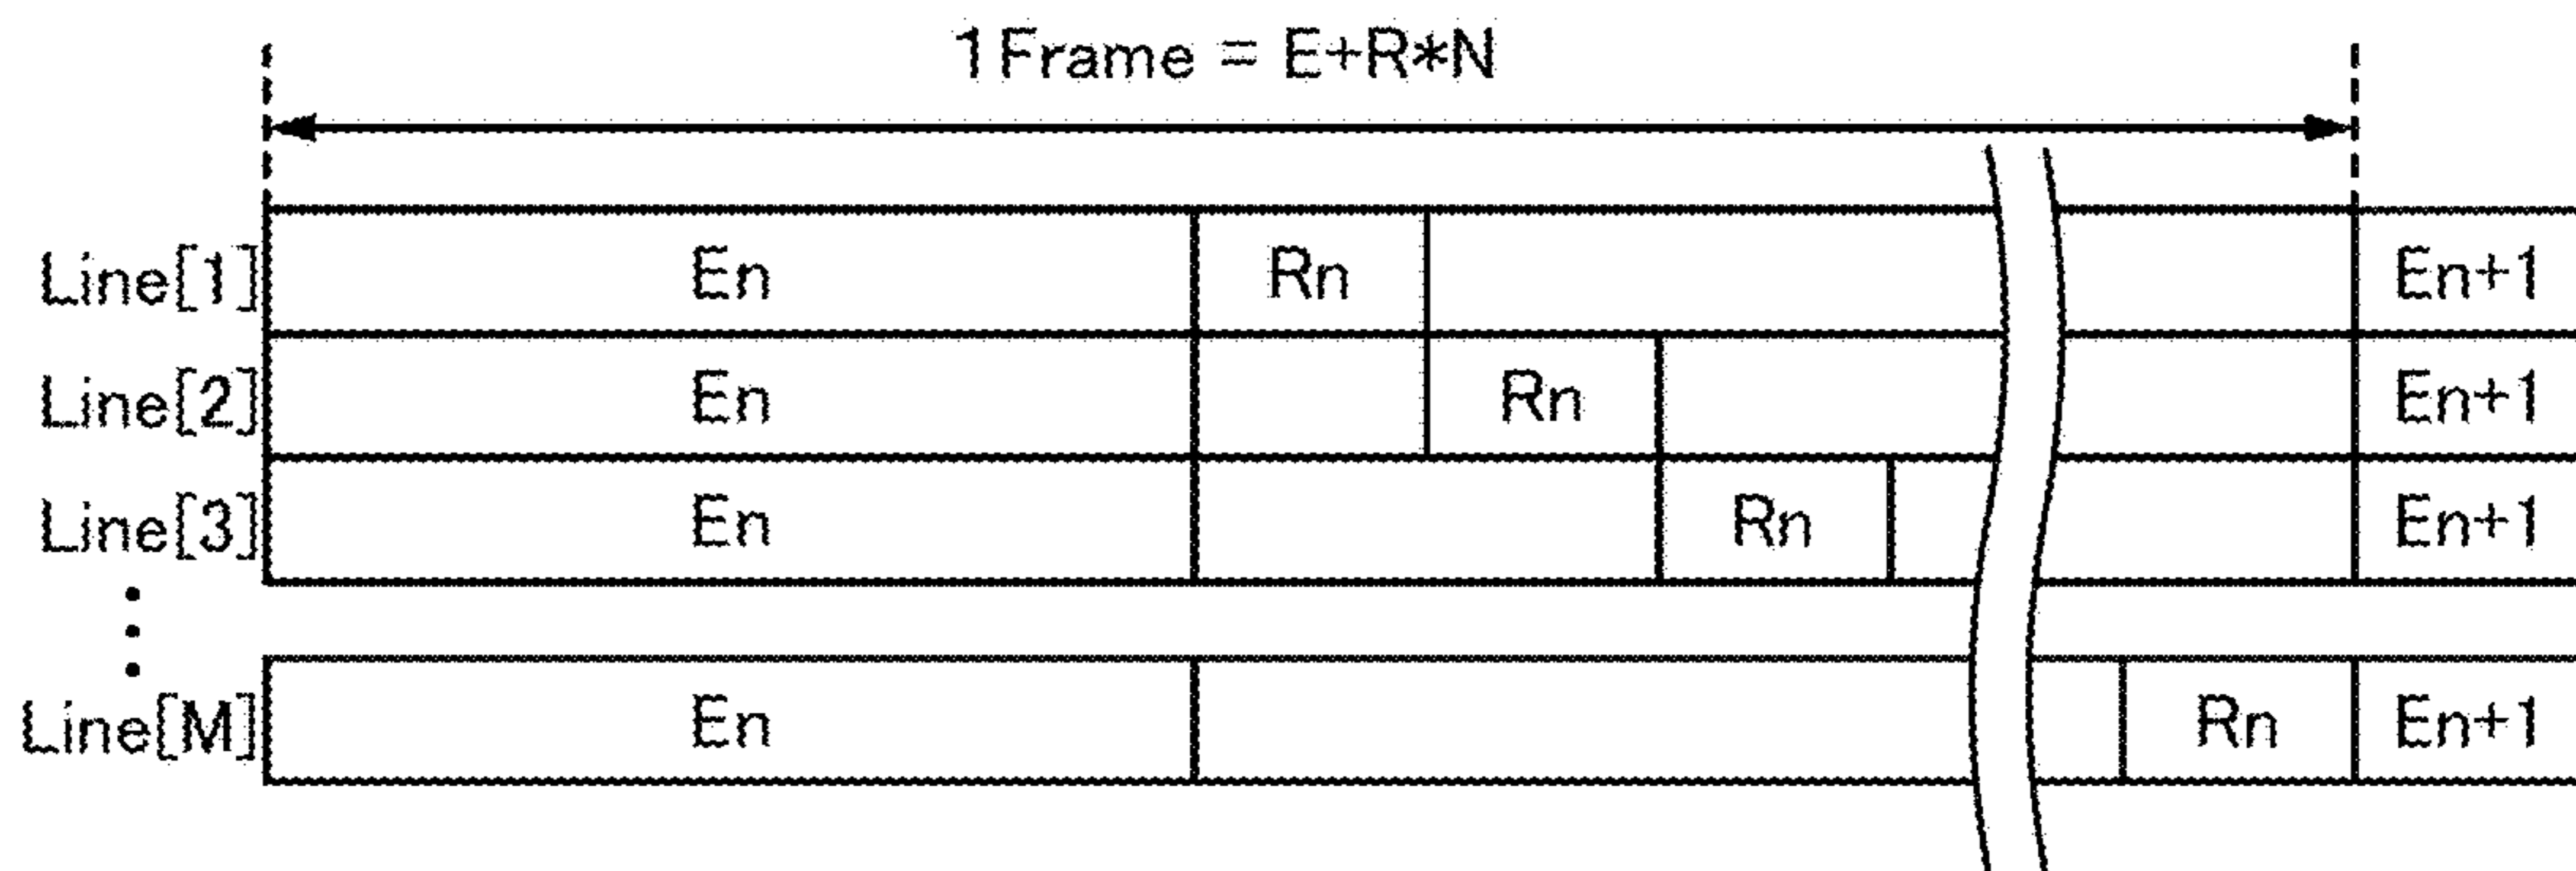 1Frame = E+R*N
Line[1] En Rn En+1
Line[2] En Rn En+1
Line[3] En Rn En+1
Line[M] En Rn En+1